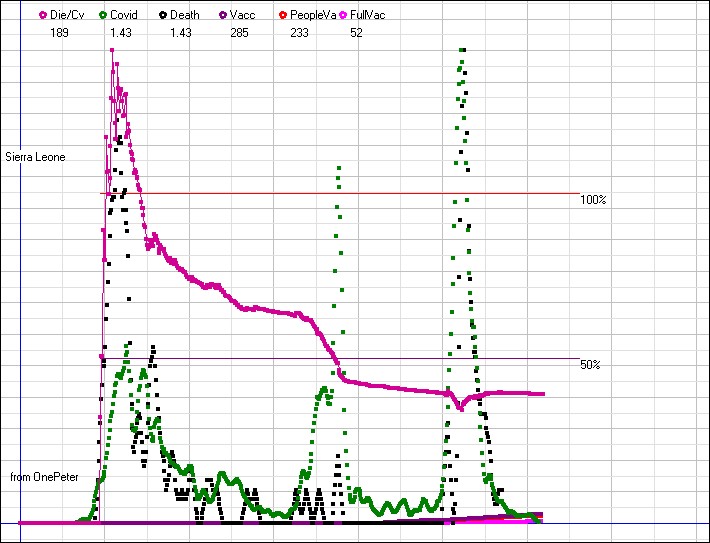 Die/Cv Covid Death Vacc PeopleVa FullVac
189 1.43 1.43 285 233 52
Sierra Leone
100%
50%
from OnePeter